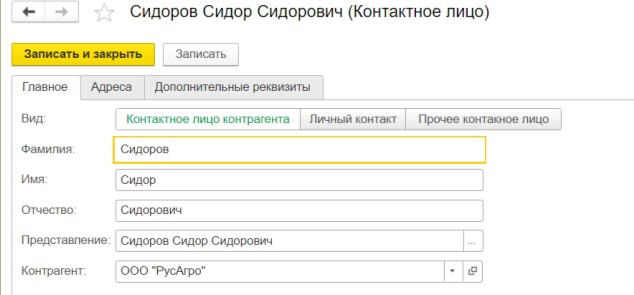 Сидоров Сидор Сидорович (Контактное лицо)
Записать и закрыть Записать
Главное Адреса Дополнительные реквизиты
Вид: Контактное лицо контрагента Личный контакт Прочее контакное лицо
Фамилия: Сидоров
Имя: Сидор
Отчество: Сидорович
Представление: Сидоров Сидор Сидорович ...
Контрагент: ООО "РусАгро"